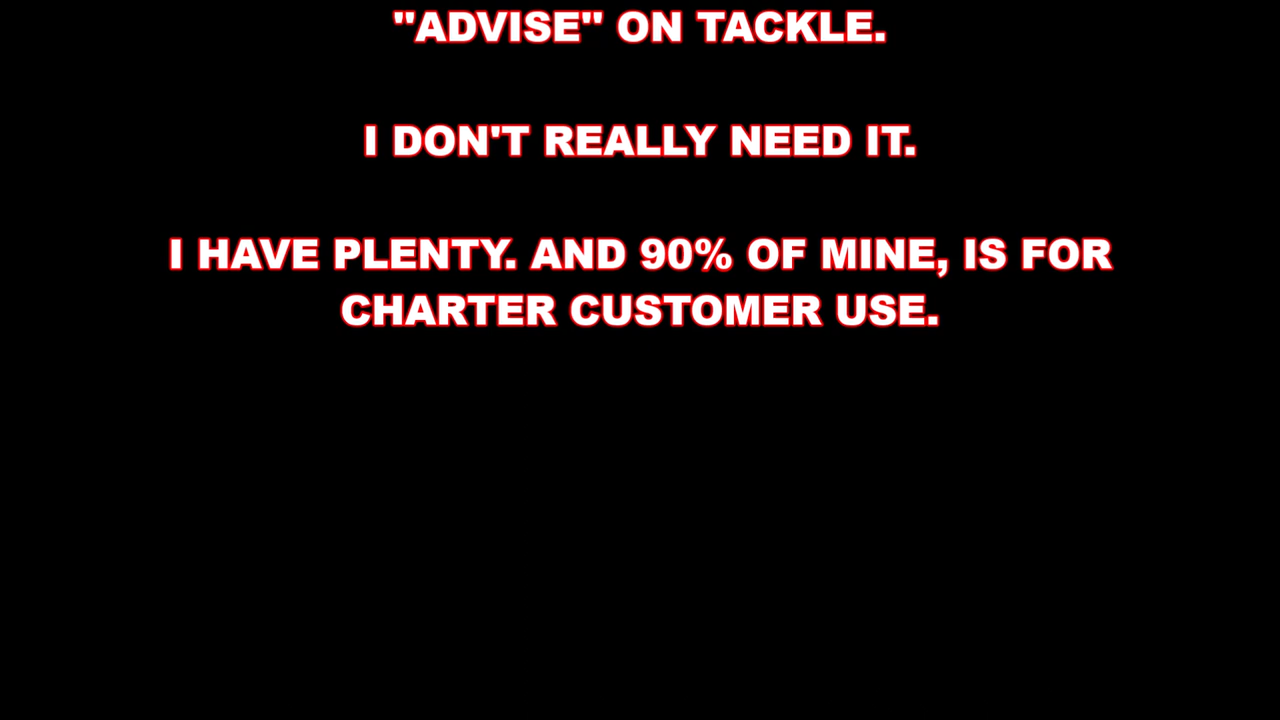 "ADVISE" ON TACKLE.
I DON'T REALLY NEED IT.
I HAVE PLENTY. AND 90% OF MINE, IS FOR
CHARTER CUSTOMER USE.